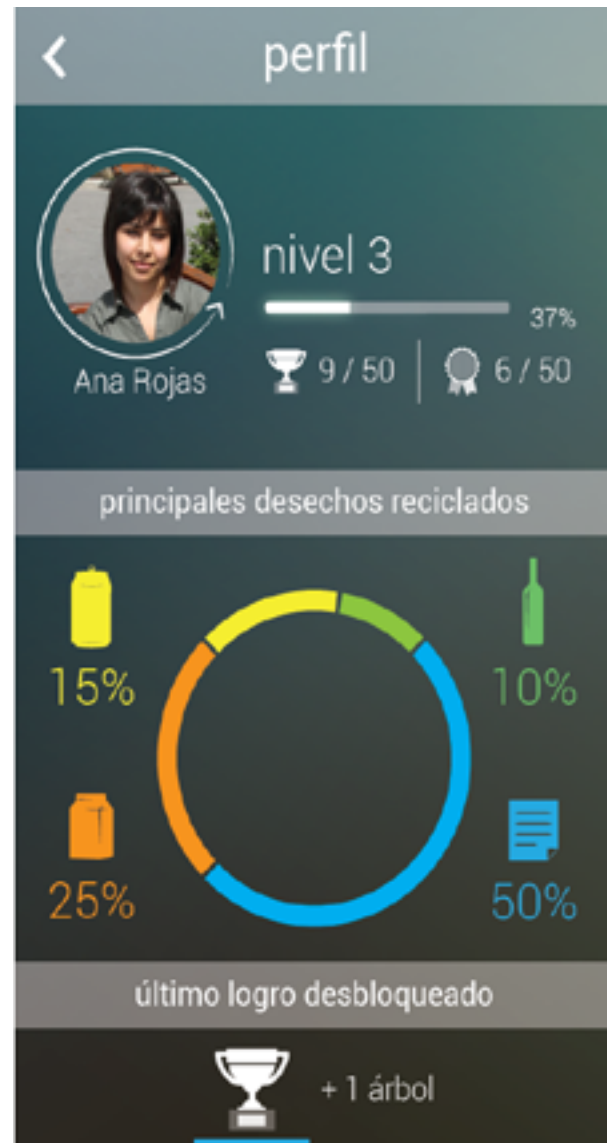 perfil
nivel 3
37%
9 / 50 6 / 50
Ana Rojas
principales desechos reciclados
15% 10%
25% 50%
último logro desbloqueado
+ 1 árbol